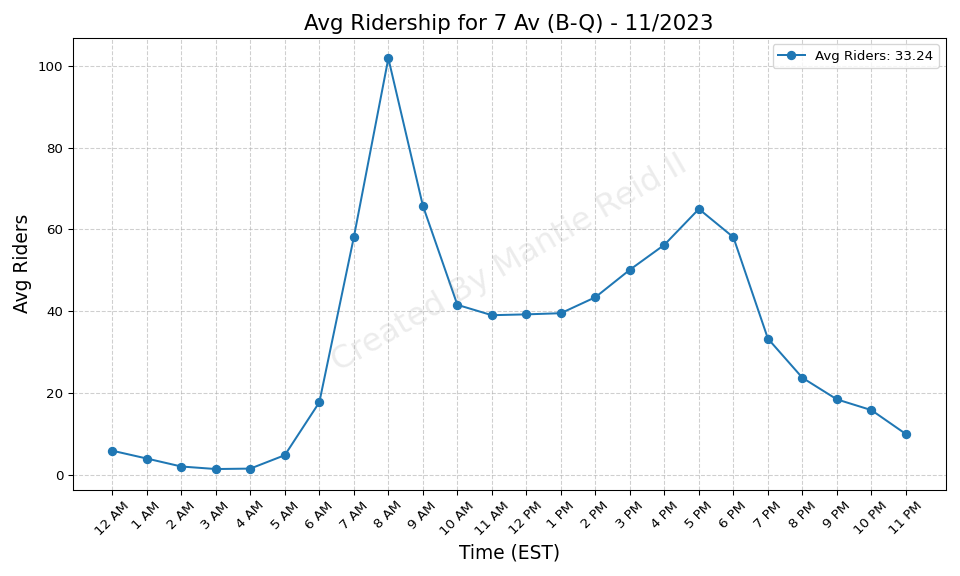 Avg Ridership for 7 Av (B-Q) - 11/2023
Avg Riders: 33.24
100
80
60
40
20
0
Avg Riders
Created By Mantie Reid II
12 AM
1 AM
2 AM
3 AM
4 AM
5 AM
6 AM
7 AM
8 AM
9 AM
10 AM
11 AM
12 PM
1 PM
2 PM
3 PM
4 PM
5 PM
6 PM
7 PM
8 PM
9 PM
10 PM
11 PM
Time (EST)